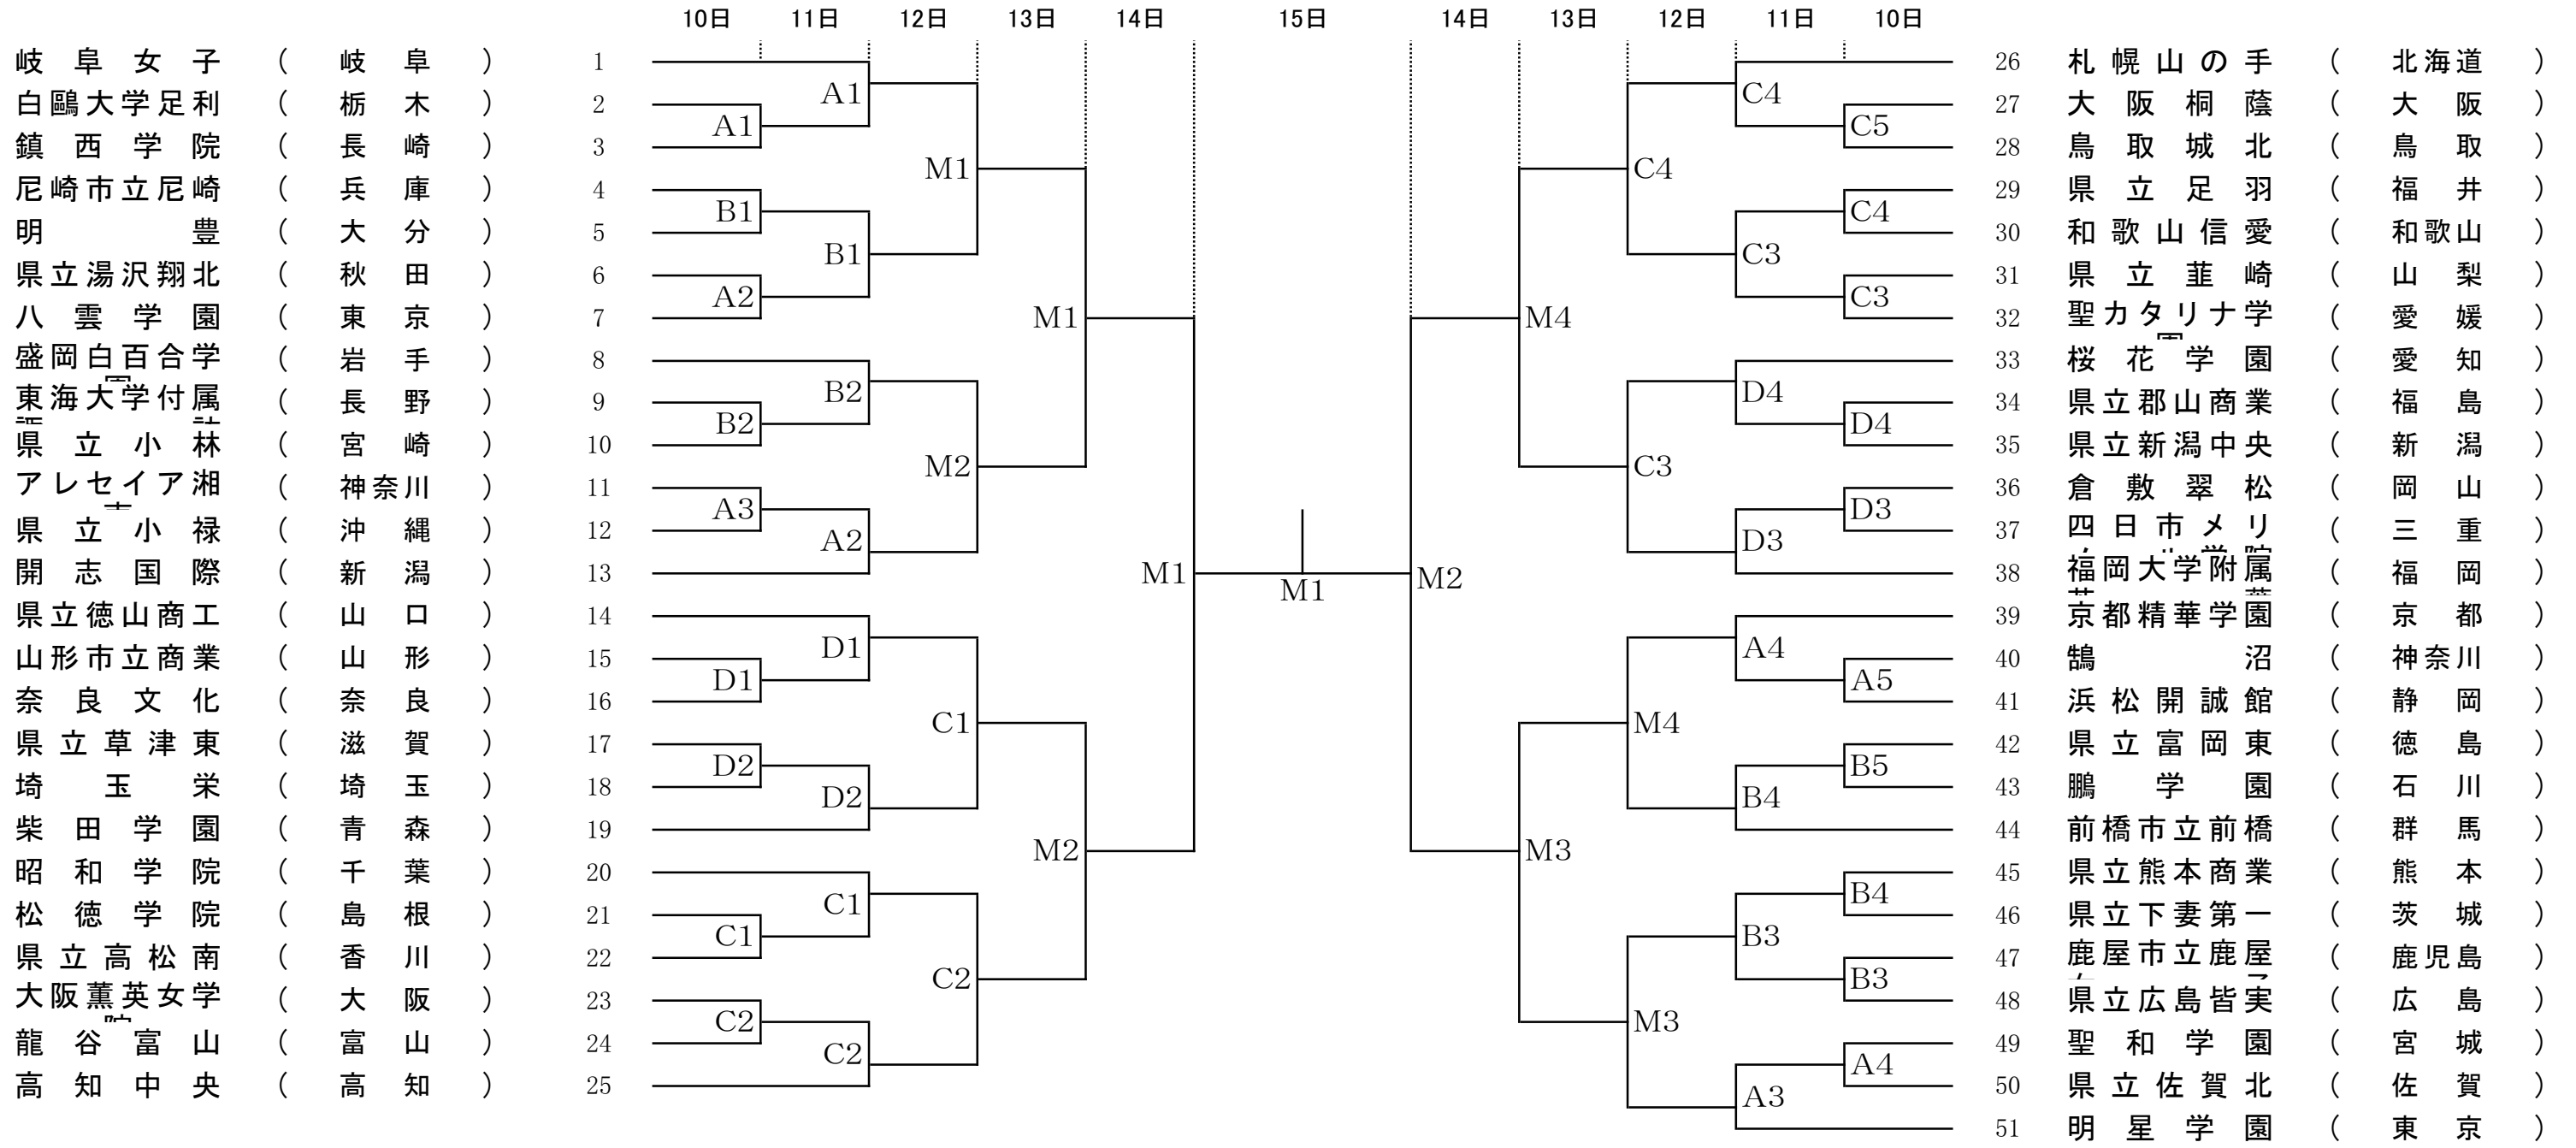 10日 11日 12日 13日 14日 15日 14日 13日 12日 11日 10日
岐阜女子 ( 岐阜 ) 1 26 札幌山の手 ( 北海道 )
A1 C4
白鷗大学足利 ( 栃木 ) 2 27 大阪桐蔭 ( 大阪 )
A1 C5
鎮西学院 ( 長崎 ) 3 28 鳥取城北 ( 鳥取 )
M1 C4
尼崎市立尼崎 ( 兵庫 ) 4 29 県立足羽 ( 福井 )
B1 C4
明豊 ( 大分 ) 5 30 和歌山信愛 ( 和歌山 )
B1 C3
県立湯沢翔北 ( 秋田 ) 6 31 県立韮崎 ( 山梨 )
A2 C3
八雲学園 ( 東京 ) 7 M1 M4 32 聖カタリナ学 ( 愛媛 )
盛岡白百合学 ( 岩手 ) 8 33 桜花学園 ( 愛知 )
B2 D4
東海大学付属 ( 長野 ) 9 34 県立郡山商業 ( 福島 )
B2 D4
県立小林 ( 宮崎 ) 10 35 県立新潟中央 ( 新潟 )
M2 C3
アレセイア湘 ( 神奈川 ) 11 36 倉敷翠松 ( 岡山 )
A3 D3
県立小禄 ( 沖縄 ) 12 37 四日市メリ ( 三重 )
A2 D3
開志国際 ( 新潟 ) 13 M1 M2 38 福岡大学附属 ( 福岡 )
M1
県立徳山商工 ( 山口 ) 14 39 京都精華学園 ( 京都 )
D1 A4
山形市立商業 ( 山形 ) 15 40 鵠沼 ( 神奈川 )
D1 A5
奈良文化 ( 奈良 ) 16 41 浜松開誠館 ( 静岡 )
C1 M4
県立草津東 ( 滋賀 ) 17 42 県立富岡東 ( 徳島 )
D2 B5
埼玉栄 ( 埼玉 ) 18 43 鵬学園 ( 石川 )
D2 B4
柴田学園 ( 青森 ) 19 44 前橋市立前橋 ( 群馬 )
M2 M3
昭和学院 ( 千葉 ) 20 45 県立熊本商業 ( 熊本 )
C1 B4
松徳学院 ( 島根 ) 21 46 県立下妻第一 ( 茨城 )
C1 B3
県立高松南 ( 香川 ) 22 47 鹿屋市立鹿屋 ( 鹿児島 )
C2 B3
大阪薫英女学 ( 大阪 ) 23 48 県立広島皆実 ( 広島 )
C2 M3
龍谷富山 ( 富山 ) 24 49 聖和学園 ( 宮城 )
C2 A4
高知中央 ( 高知 ) 25 50 県立佐賀北 ( 佐賀 )
A3
51 明星学園 ( 東京 )